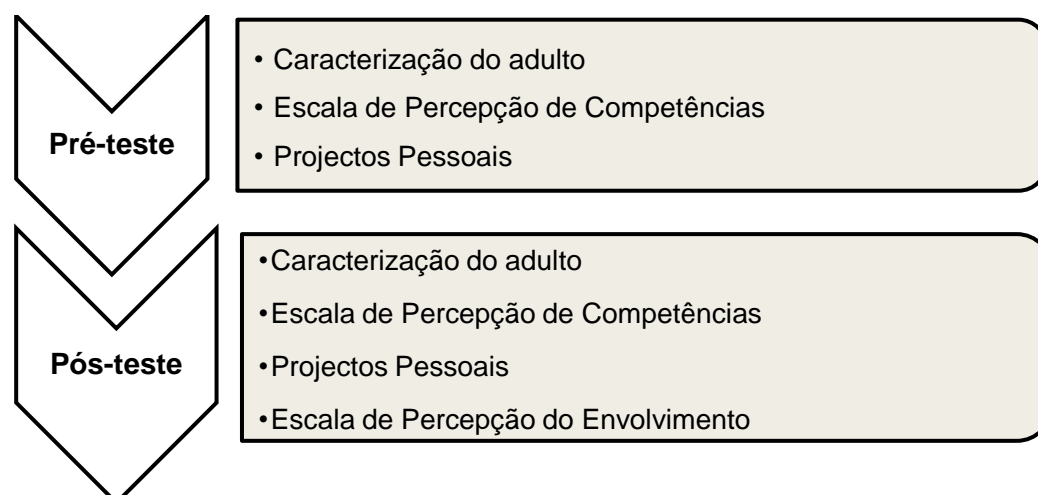 Pré-teste
• Caracterização do adulto
• Escala de Percepção de Competências
• Projectos Pessoais
Pós-teste
•Caracterização do adulto
•Escala de Percepção de Competências
•Projectos Pessoais
•Escala de Percepção do Envolvimento